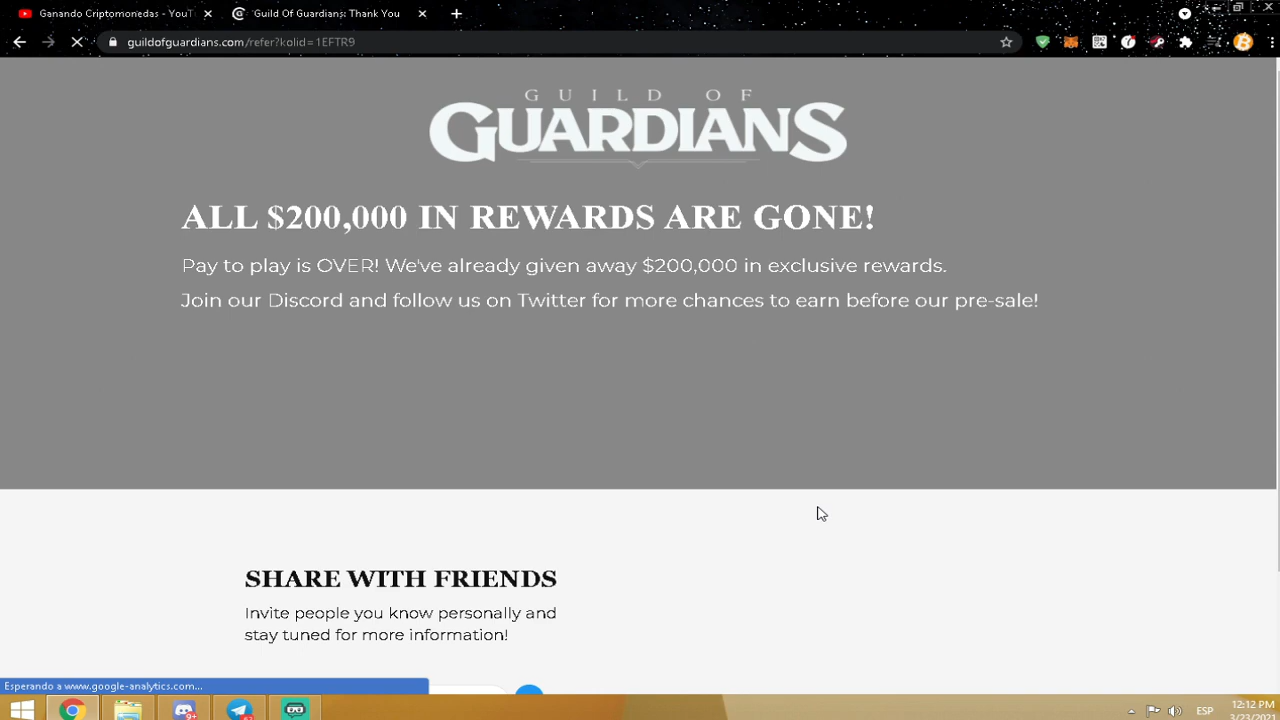 Ganando Criptomonedas - YouT
Guild Of Guardians: Thank You
guildofguardians.com/refer?kolid=1EFTR9
GUILD OF
GUARDIANS
ALL $200,000 IN REWARDS ARE GONE!
Pay to play is OVER! We've already given away $200,000 in exclusive rewards.
Join our Discord and follow us on Twitter for more chances to earn before our pre-sale!
SHARE WITH FRIENDS
Invite people you know personally and
stay tuned for more information!
Esperando a www.google-analytics.com...
9+
ESP
12:12 PM
3/23/2021